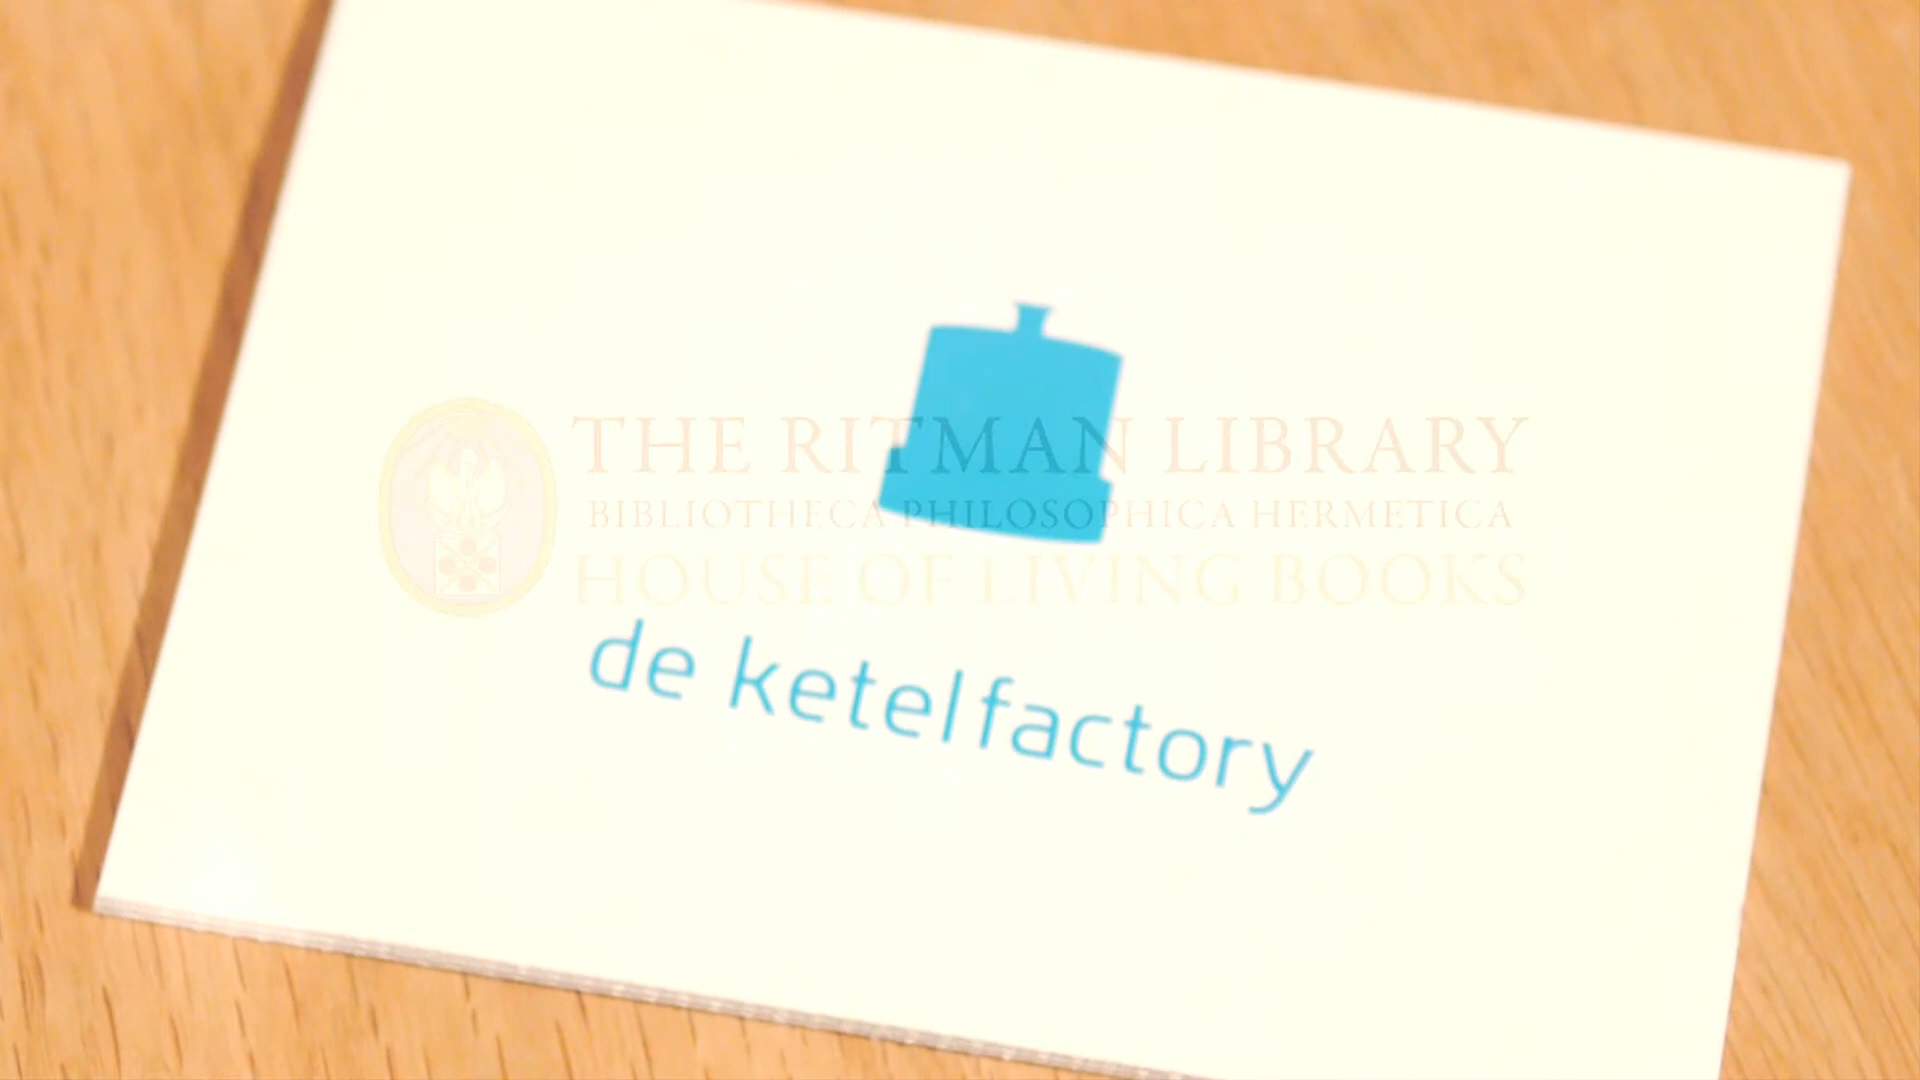 THE RITMAN LIBRARY
BIBLIOTHECA PHILOSOPHICA HERMETICA
HOUSE OF LIVING BOOKS
de ketelfactory